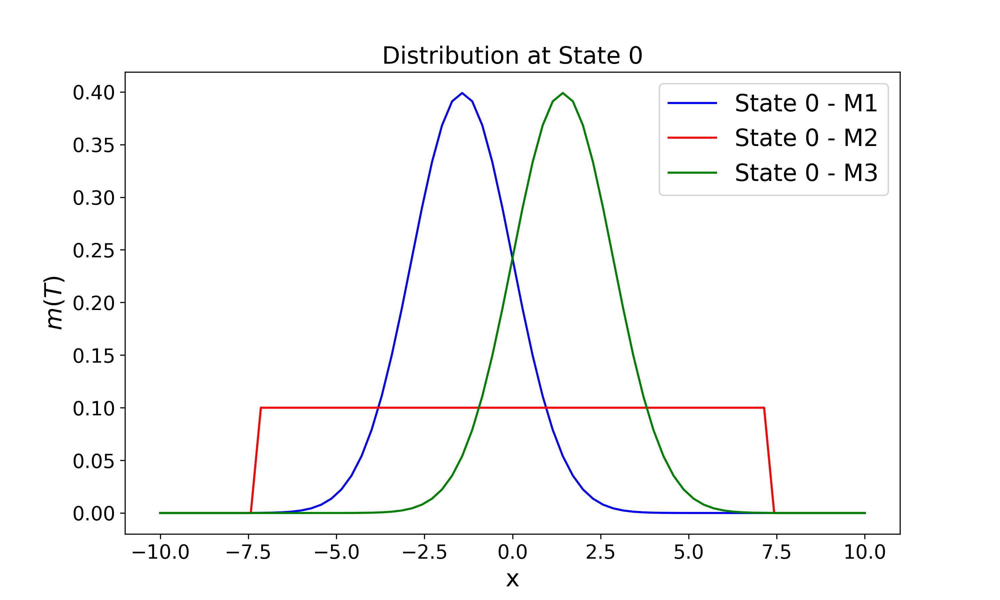 Distribution at State 0
0.40
0.35
0.30
0.25
0.20
0.15
0.10
0.05
0.00
m(T)
State 0 - M1
State 0 - M2
State 0 - M3
−10.0 −7.5 −5.0 −2.5 0.0 2.5 5.0 7.5 10.0
x